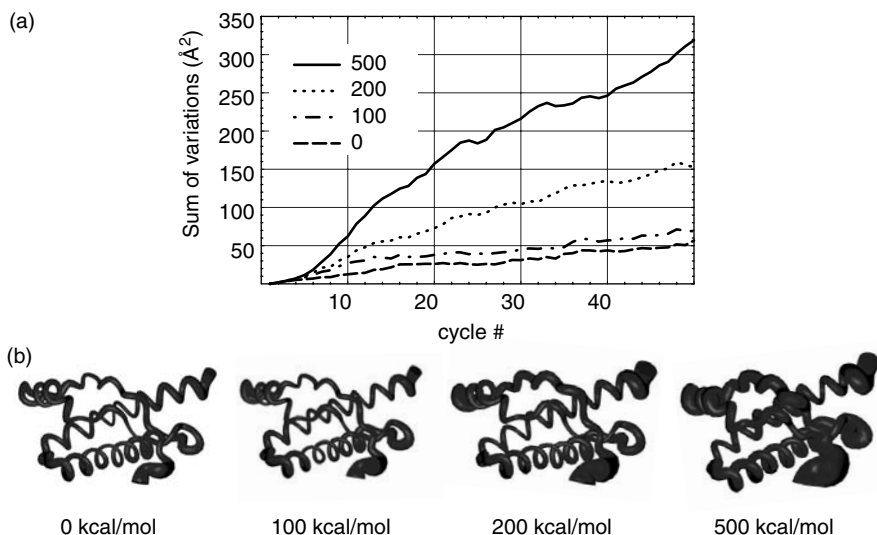 (a)
Sum of variations (Å²)
350
300
250
200
150
100
50
500
200
100
0
10
20
30
40
cycle #
(b)
0 kcal/mol
100 kcal/mol
200 kcal/mol
500 kcal/mol